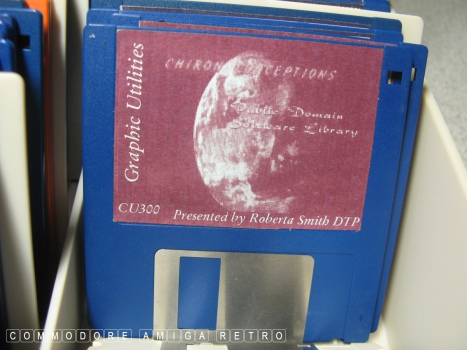 CHIRON CONCEPTIONS
Public Domain
Software Library
Graphic Utilities
CU300
Presented by Roberta Smith DTP
COMMODORE AMIGA RETRO